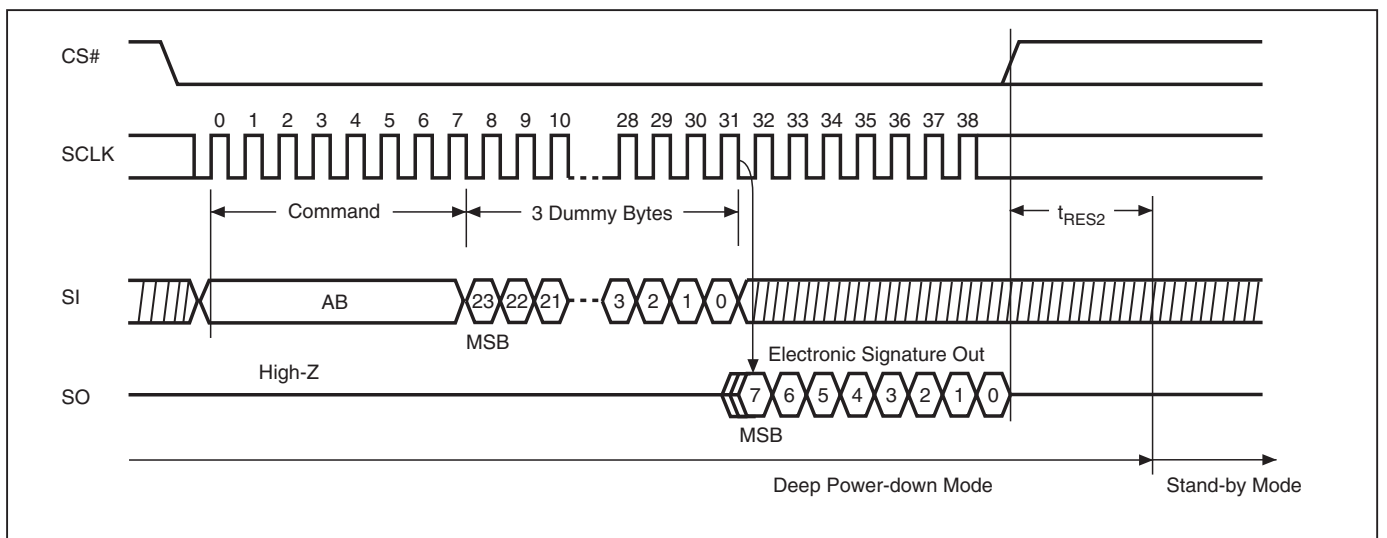 CS#
0 1 2 3 4 5 6 7 8 9 10 28 29 30 31 32 33 34 35 36 37 38
SCLK
Command 3 Dummy Bytes tRES2
SI AB 23 22 21 3 2 1 0
MSB
Electronic Signature Out
High-Z
SO 7 6 5 4 3 2 1 0
MSB
Deep Power-down Mode Stand-by Mode